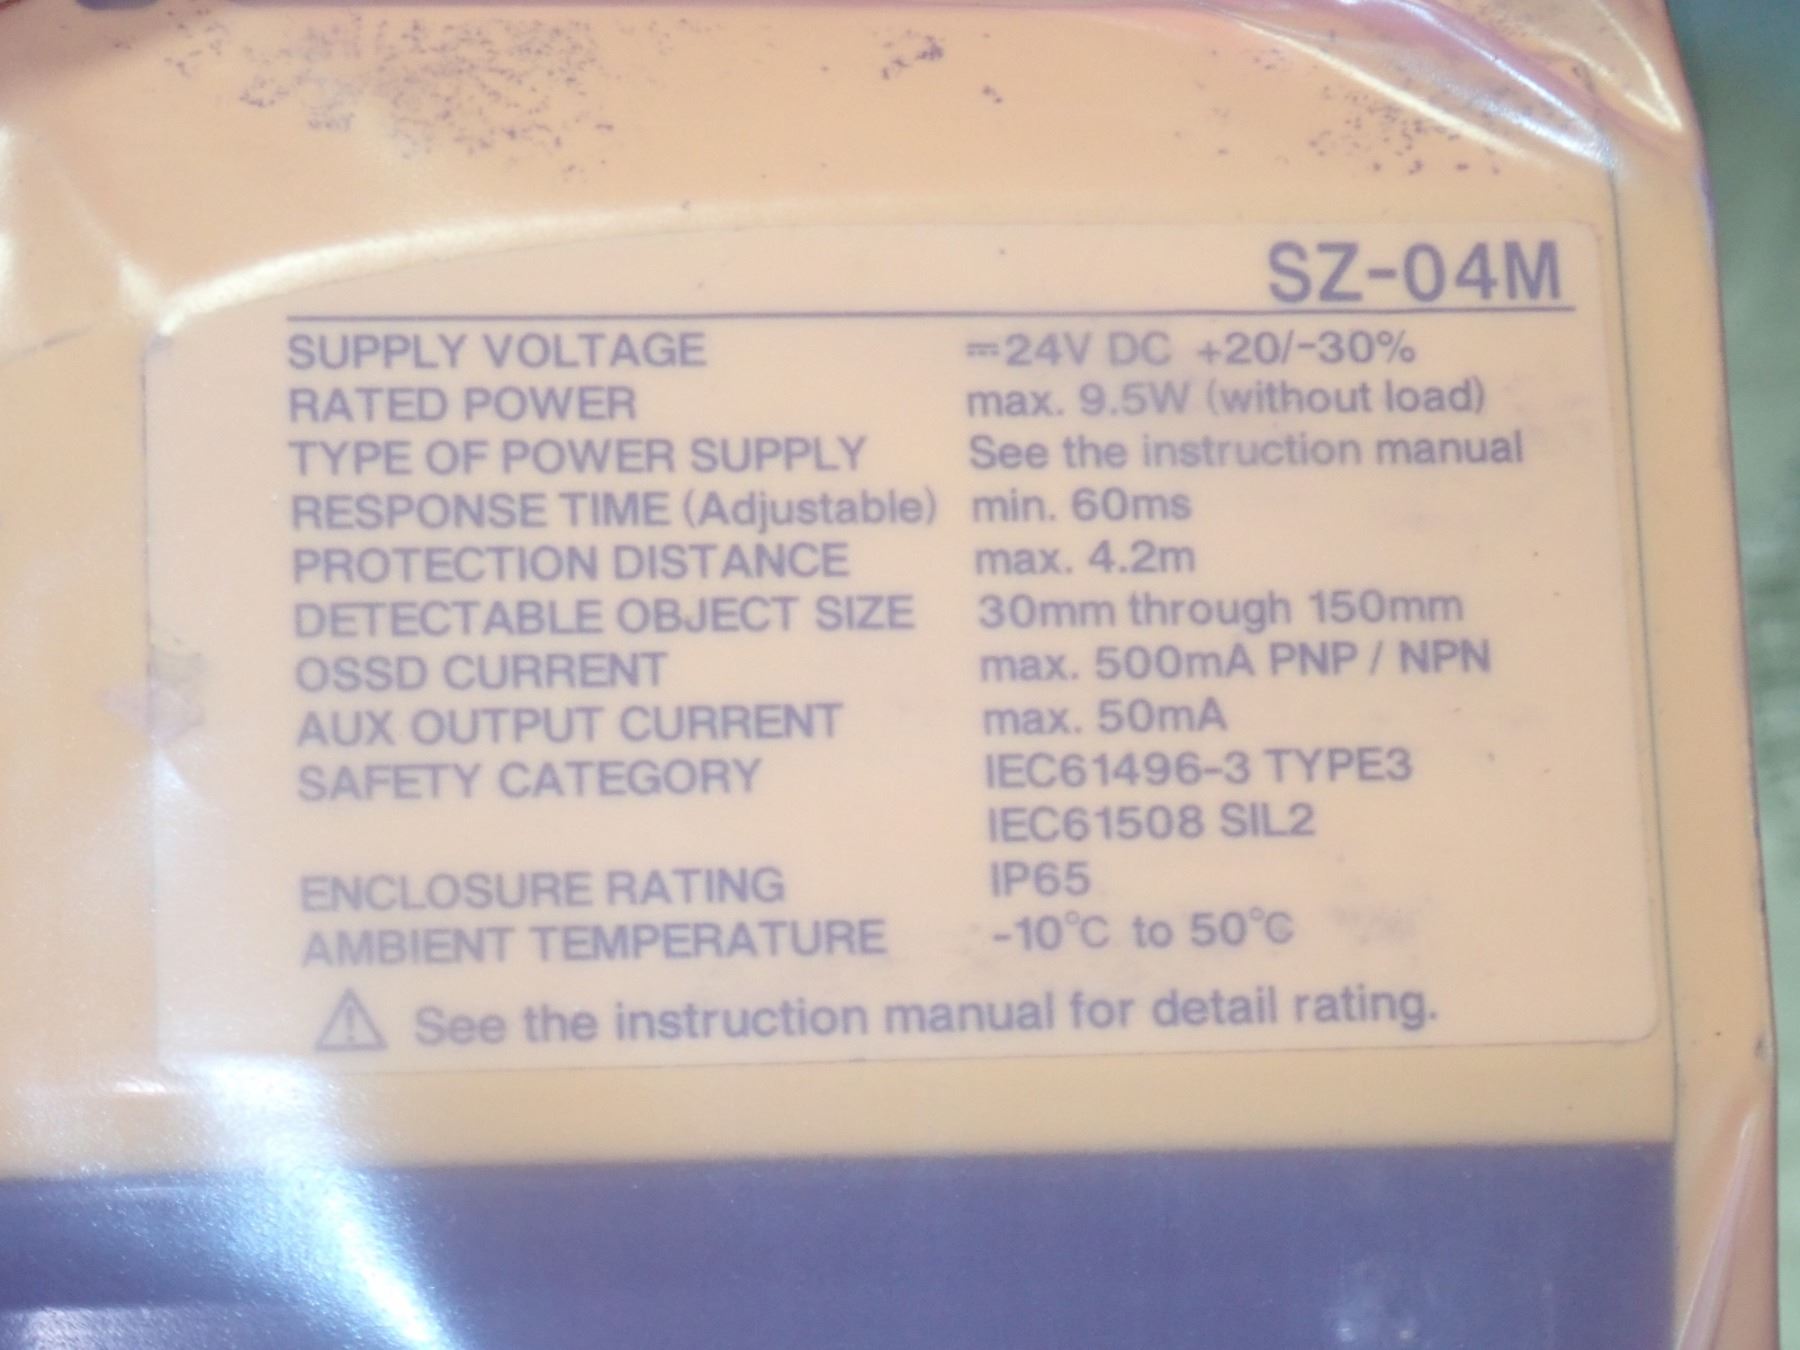 SZ-04M
SUPPLY VOLTAGE ⎓24V DC +20/-30%
RATED POWER max. 9.5W (without load)
TYPE OF POWER SUPPLY See the instruction manual
RESPONSE TIME (Adjustable) min. 60ms
PROTECTION DISTANCE max. 4.2m
DETECTABLE OBJECT SIZE 30mm through 150mm
OSSD CURRENT max. 500mA PNP / NPN
AUX OUTPUT CURRENT max. 50mA
SAFETY CATEGORY IEC61496-3 TYPE3
IEC61508 SIL2
ENCLOSURE RATING IP65
AMBIENT TEMPERATURE -10°C to 50°C
⚠ See the instruction manual for detail rating.